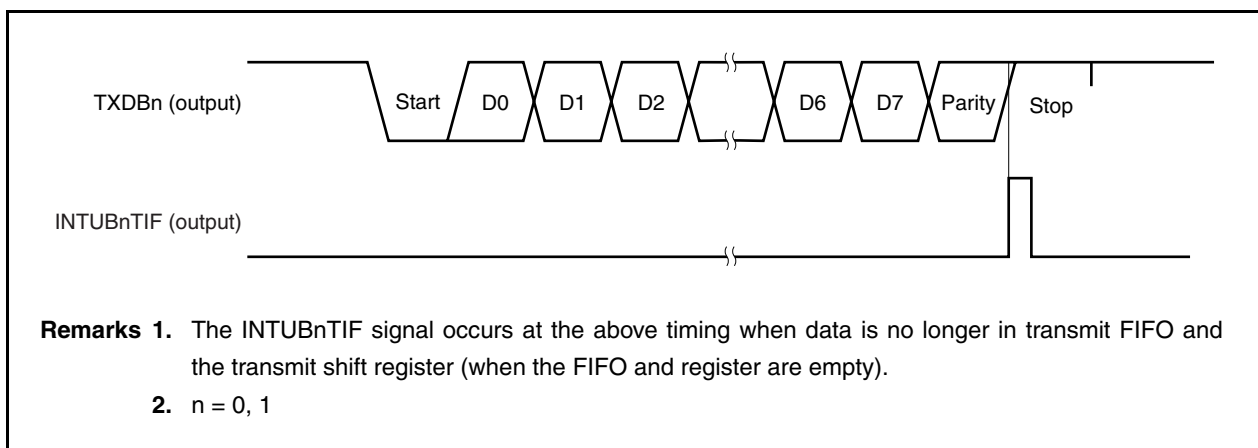 TXDBn (output)
Start D0 D1 D2 D6 D7 Parity Stop
INTUBnTIF (output)
Remarks 1. The INTUBnTIF signal occurs at the above timing when data is no longer in transmit FIFO and
the transmit shift register (when the FIFO and register are empty).
2. n = 0, 1